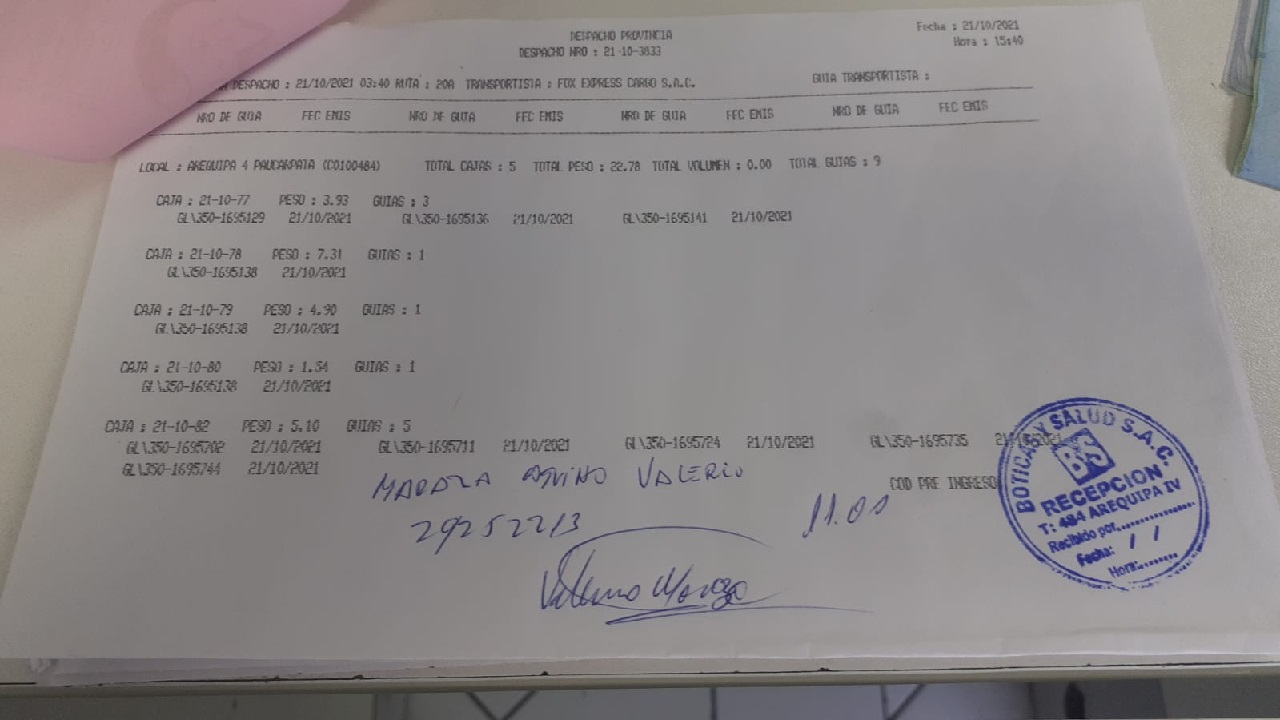 DESPACHO PROVINCIA
Fecha : 21/10/2021
DESPACHO NRO : 21-10-3833
Hora : 15:40
DESPACHO : 21/10/2021 03:40 RUTA : 20A TRANSPORTISTA : FOX EXPRESS CARGO S.A.C. GUIA TRANSPORTISTA :
NRO DE GUIA FEC EMIS NRO DE GUIA FEC EMIS NRO DE GUIA FEC EMIS NRO DE GUIA FEC EMIS
LOCAL : AREQUIPA 4 PAUCARPATA (C0100484) TOTAL CAJAS : 5 TOTAL PESO : 22.78 TOTAL VOLUMEN : 0.00 TOTAL GUIAS : 9
CAJA : 21-10-77 PESO : 3.93 GUIAS : 3
GL\350-1695129 21/10/2021 GL\350-1695136 21/10/2021 GL\350-1695141 21/10/2021
CAJA : 21-10-78 PESO : 7.31 GUIAS : 1
GL\350-1695138 21/10/2021
CAJA : 21-10-79 PESO : 4.90 GUIAS : 1
GL\350-1695138 21/10/2021
CAJA : 21-10-80 PESO : 1.54 GUIAS : 1
GL\350-1695138 21/10/2021
CAJA : 21-10-82 PESO : 5.10 GUIAS : 5
GL\350-1695702 21/10/2021 GL\350-1695711 21/10/2021 GL\350-1695724 21/10/2021 GL\350-1695735 21/10/2021
GL\350-1695744 21/10/2021
COD PRE INGRESO
VALERIO
29252213
11.00
BOTICAS Y SALUD S.A.C.
BS
RECEPCION
T: 484 AREQUIPA IV
Recibido por..............
Fecha: / /
Hora:........